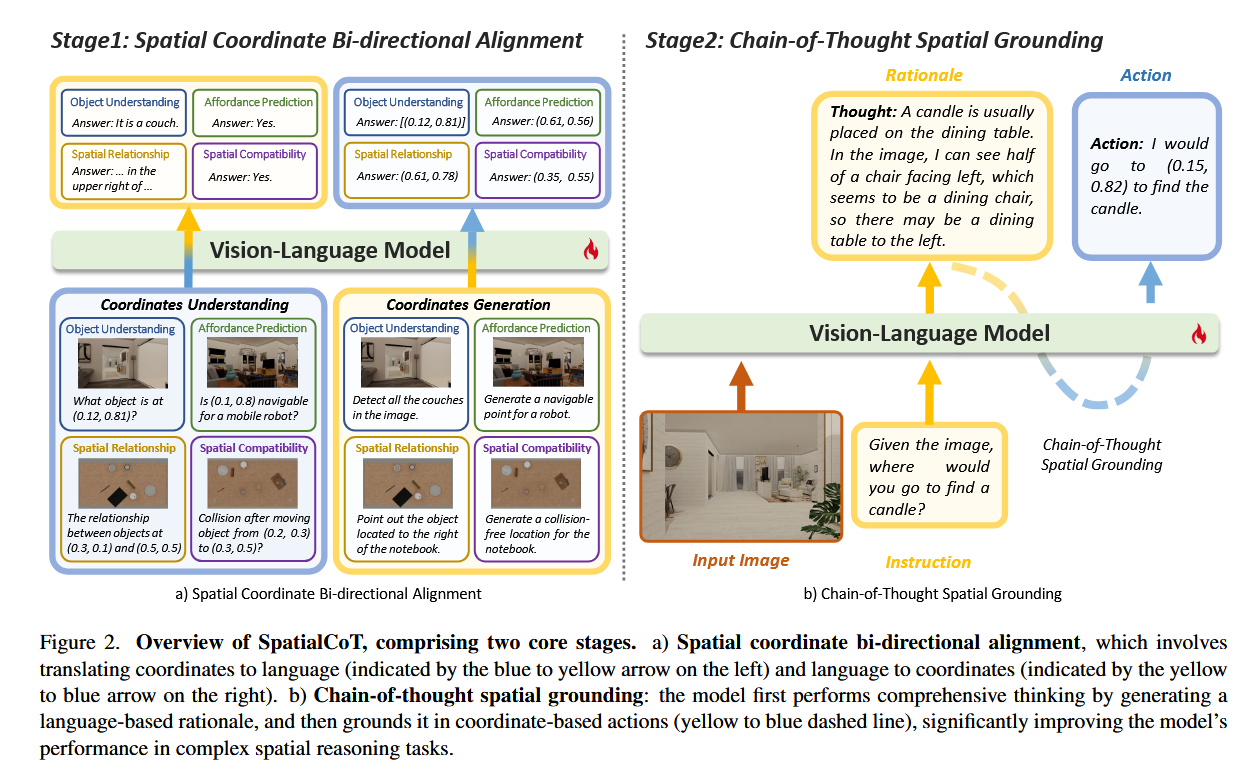 Stage1: Spatial Coordinate Bi-directional Alignment
Object Understanding
Answer: It is a couch.
Affordance Prediction
Answer: Yes.
Spatial Relationship
Answer: ... in the
upper right of ...
Spatial Compatibility
Answer: Yes.
Object Understanding
Answer: [(0.12, 0.81)]
Affordance Prediction
Answer: (0.61, 0.56)
Spatial Relationship
Answer: (0.61, 0.78)
Spatial Compatibility
Answer: (0.35, 0.55)
Vision-Language Model
Coordinates Understanding
Object Understanding
What object is at
(0.12, 0.81)?
Affordance Prediction
Is (0.1, 0.8) navigable
for a mobile robot?
Spatial Relationship
The relationship
between objects at
(0.3, 0.1) and (0.5, 0.5)
Spatial Compatibility
Collision after moving
object from (0.2, 0.3)
to (0.3, 0.5)?
Coordinates Generation
Object Understanding
Detect all the couches
in the image.
Affordance Prediction
Generate a navigable
point for a robot.
Spatial Relationship
Point out the object
located to the right
of the notebook.
Spatial Compatibility
Generate a collision-
free location for the
notebook.
a) Spatial Coordinate Bi-directional Alignment
Stage2: Chain-of-Thought Spatial Grounding
Rationale
Thought: A candle is usually
placed on the dining table.
In the image, I can see half
of a chair facing left, which
seems to be a dining chair,
so there may be a dining
table to the left.
Action
Action: I would
go to (0.15,
0.82) to find the
candle.
Vision-Language Model
Input Image
Given the image,
where would
you go to find a
candle?
Instruction
Chain-of-Thought
Spatial Grounding
b) Chain-of-Thought Spatial Grounding
Figure 2. Overview of SpatialCoT, comprising two core stages. a) Spatial coordinate bi-directional alignment, which involves
translating coordinates to language (indicated by the blue to yellow arrow on the left) and language to coordinates (indicated by the yellow
to blue arrow on the right). b) Chain-of-thought spatial grounding: the model first performs comprehensive thinking by generating a
language-based rationale, and then grounds it in coordinate-based actions (yellow to blue dashed line), significantly improving the model's
performance in complex spatial reasoning tasks.